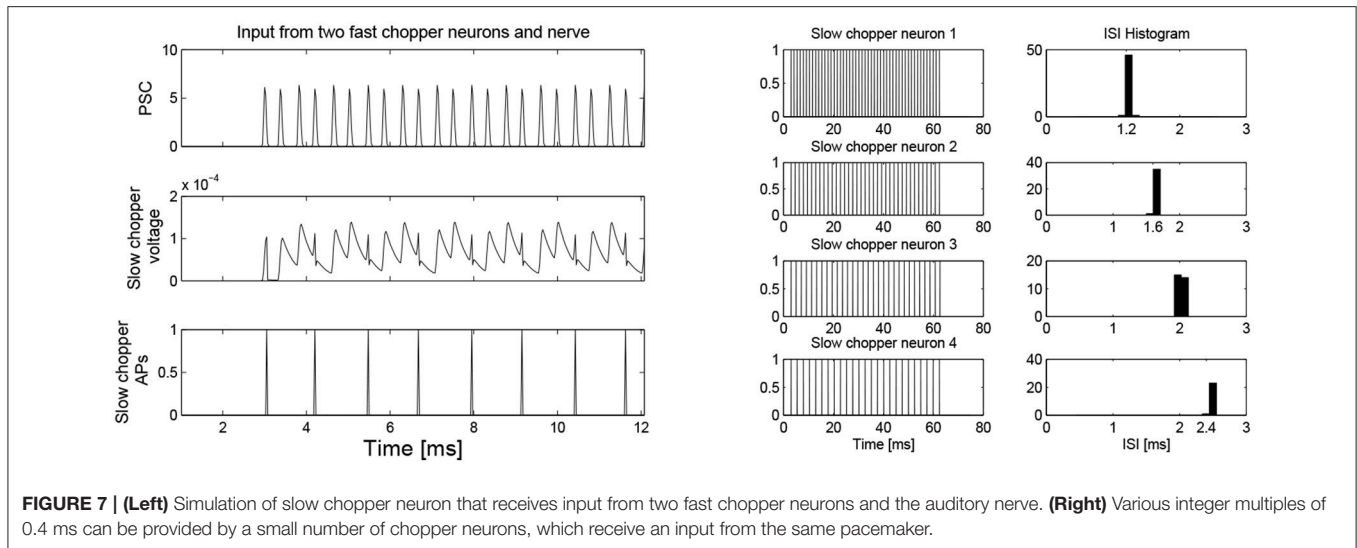 Input from two fast chopper neurons and nerve
10
5
0
PSC
x 10⁻⁴
2
1
0
Slow chopper
voltage
1
0.5
0
Slow chopper
APs
2 4 6 8 10 12
Time [ms]
Slow chopper neuron 1
1
0.5
0
0 20 40 60 80
Slow chopper neuron 2
1
0.5
0
0 20 40 60 80
Slow chopper neuron 3
1
0.5
0
0 20 40 60 80
Slow chopper neuron 4
1
0.5
0
0 20 40 60 80
Time [ms]
ISI Histogram
50
0
0 1.2 2 3
40
20
0
0 1 1.6 2 3
20
10
0
0 1 2 3
40
20
0
0 1 2 2.4 3
ISI [ms]
FIGURE 7 | (Left) Simulation of slow chopper neuron that receives input from two fast chopper neurons and the auditory nerve. (Right) Various integer multiples of
0.4 ms can be provided by a small number of chopper neurons, which receive an input from the same pacemaker.